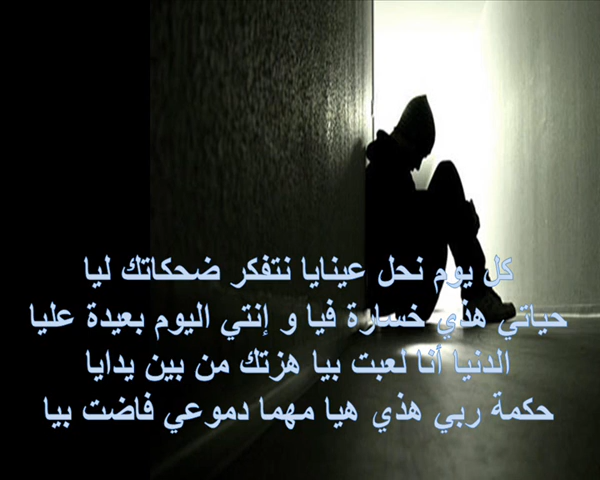 كل يوم نحل عينايا نتفكر ضحكاتك ليا
حياتي هذي خسارة فيا و إنتي اليوم بعيدة عليا
الدنيا أنا لعبت بيا هزتك من بين يدايا
حكمة ربي هذي هيا مهما دموعي فاضت بيا